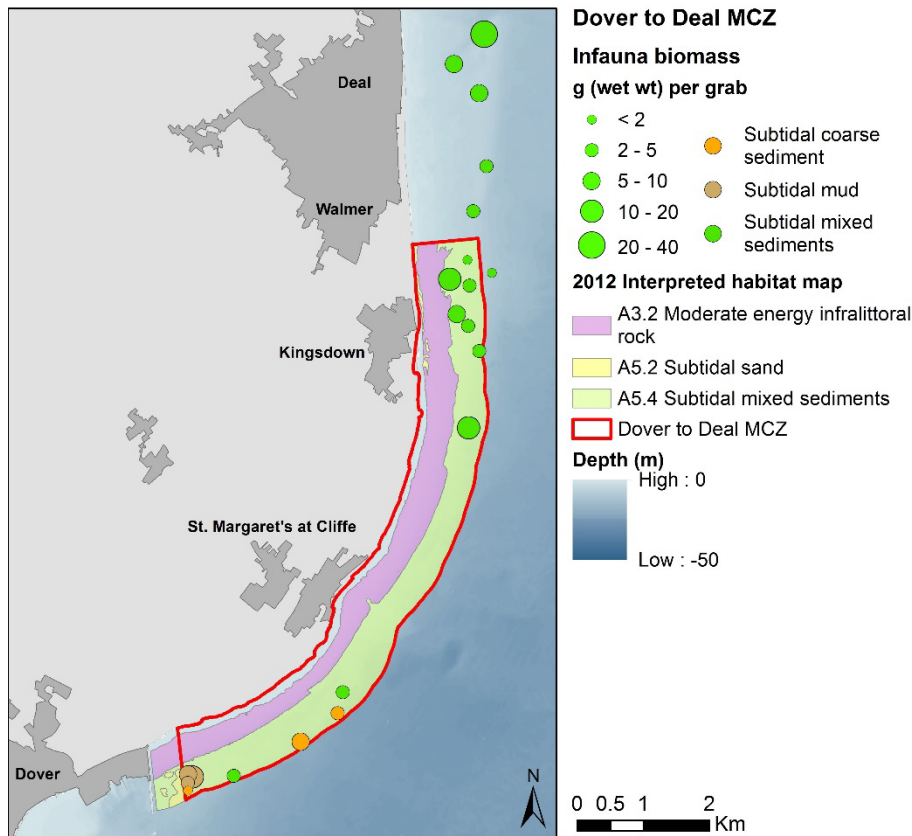 Deal
Walmer
Kingsdown
St. Margaret's at Cliffe
Dover
N
Dover to Deal MCZ
Infauna biomass
g (wet wt) per grab
< 2
2 - 5
5 - 10
10 - 20
20 - 40
Subtidal coarse
sediment
Subtidal mud
Subtidal mixed
sediments
2012 Interpreted habitat map
A3.2 Moderate energy infralittoral
rock
A5.2 Subtidal sand
A5.4 Subtidal mixed sediments
Dover to Deal MCZ
Depth (m)
High : 0
Low : -50
0 0.5 1 2
Km